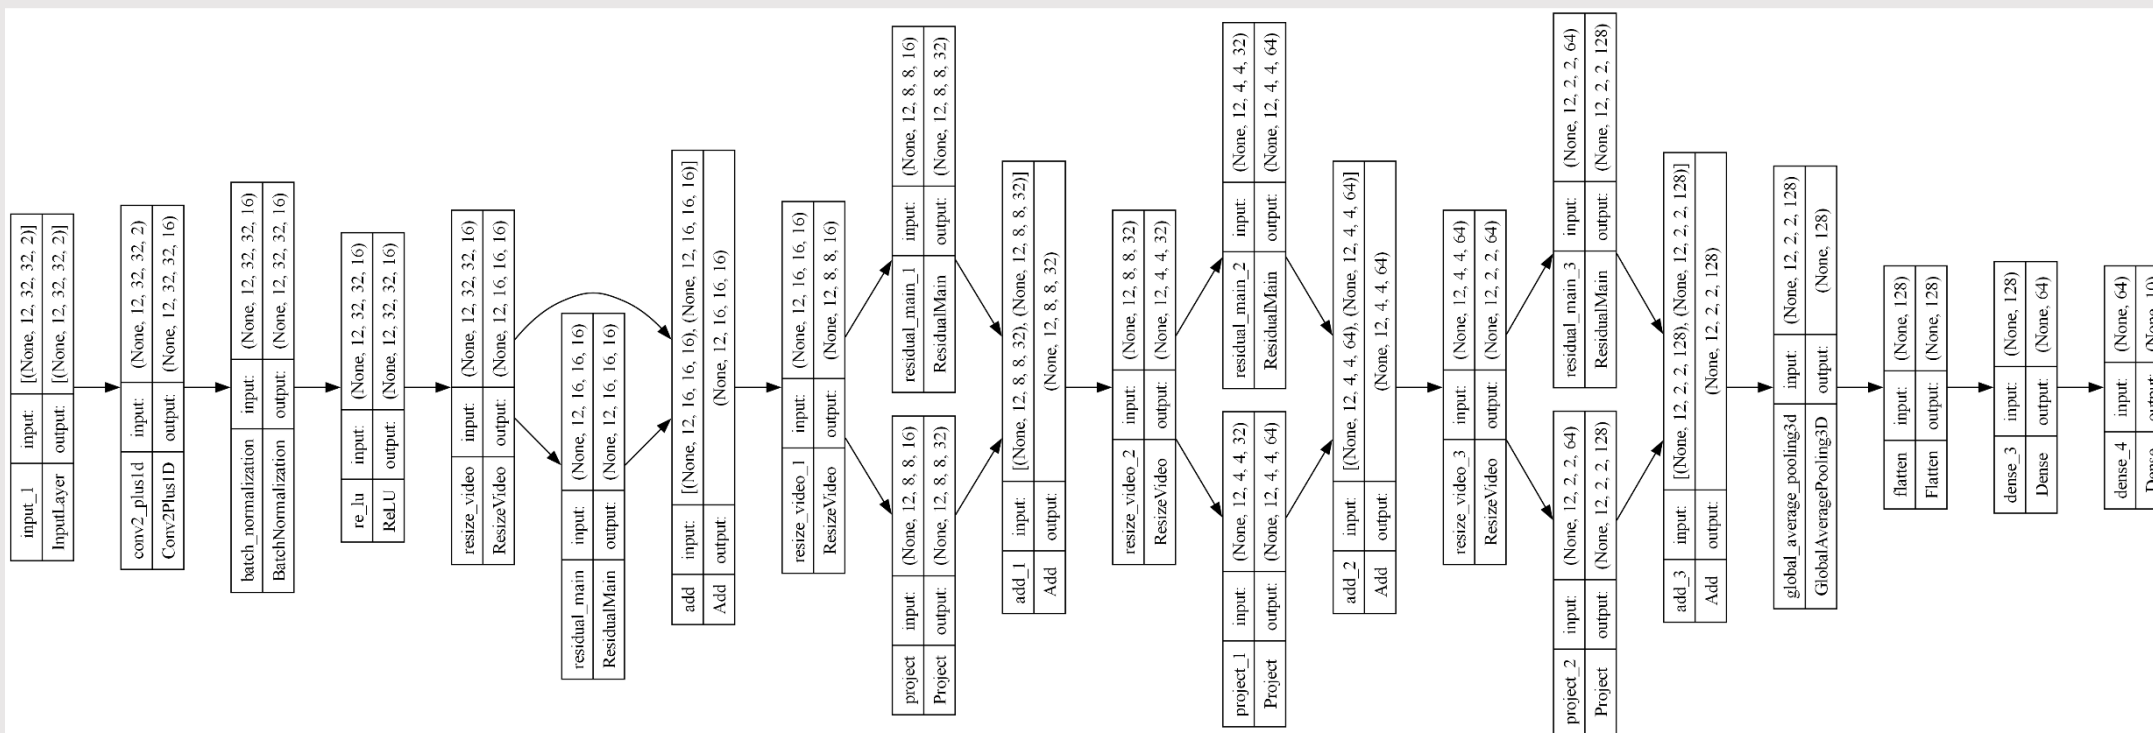 input_1 input: [(None, 12, 32, 32, 2)]
InputLayer output: [(None, 12, 32, 32, 2)]
conv2_plus1d input: (None, 12, 32, 32, 2)
Conv2Plus1D output: (None, 12, 32, 32, 16)
batch_normalization input: (None, 12, 32, 32, 16)
BatchNormalization output: (None, 12, 32, 32, 16)
re_lu input: (None, 12, 32, 32, 16)
ReLU output: (None, 12, 32, 32, 16)
resize_video input: (None, 12, 32, 32, 16)
ResizeVideo output: (None, 12, 16, 16, 16)
residual_main input: (None, 12, 16, 16, 16)
ResidualMain output: (None, 12, 16, 16, 16)
add input: [(None, 12, 16, 16, 16), (None, 12, 16, 16, 16)]
Add output: (None, 12, 16, 16, 16)
resize_video_1 input: (None, 12, 16, 16, 16)
ResizeVideo output: (None, 12, 8, 8, 16)
project input: (None, 12, 8, 8, 16)
Project output: (None, 12, 8, 8, 32)
residual_main_1 input: (None, 12, 8, 8, 16)
ResidualMain output: (None, 12, 8, 8, 32)
add_1 input: [(None, 12, 8, 8, 32), (None, 12, 8, 8, 32)]
Add output: (None, 12, 8, 8, 32)
resize_video_2 input: (None, 12, 8, 8, 32)
ResizeVideo output: (None, 12, 4, 4, 32)
project_1 input: (None, 12, 4, 4, 32)
Project output: (None, 12, 4, 4, 64)
residual_main_2 input: (None, 12, 4, 4, 32)
ResidualMain output: (None, 12, 4, 4, 64)
add_2 input: [(None, 12, 4, 4, 64), (None, 12, 4, 4, 64)]
Add output: (None, 12, 4, 4, 64)
resize_video_3 input: (None, 12, 4, 4, 64)
ResizeVideo output: (None, 12, 2, 2, 64)
project_2 input: (None, 12, 2, 2, 64)
Project output: (None, 12, 2, 2, 128)
residual_main_3 input: (None, 12, 2, 2, 64)
ResidualMain output: (None, 12, 2, 2, 128)
add_3 input: [(None, 12, 2, 2, 128), (None, 12, 2, 2, 128)]
Add output: (None, 12, 2, 2, 128)
global_average_pooling3d input: (None, 12, 2, 2, 128)
GlobalAveragePooling3D output: (None, 128)
flatten input: (None, 128)
Flatten output: (None, 128)
dense_3 input: (None, 128)
Dense output: (None, 64)
dense_4 input: (None, 64)
Dense output: (None, 10)